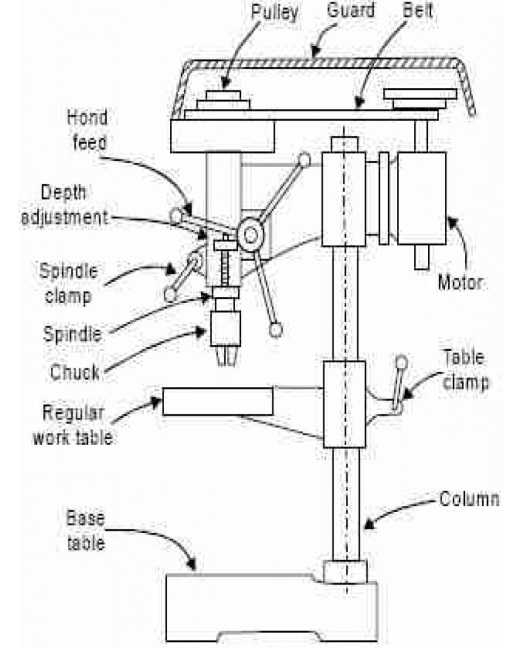 Pulley
Guard
Belt
Hond
feed
Depth
adjustment
Spindle
clamp
Motor
Spindle
Chuck
Table
clamp
Regular
work table
Column
Base
table